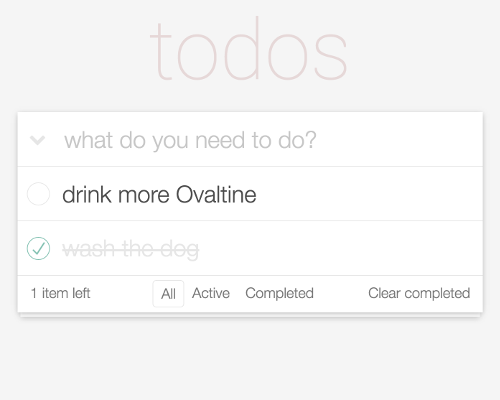 todos
what do you need to do?
drink more Ovaltine
wash the dog
1 item left All Active Completed Clear completed